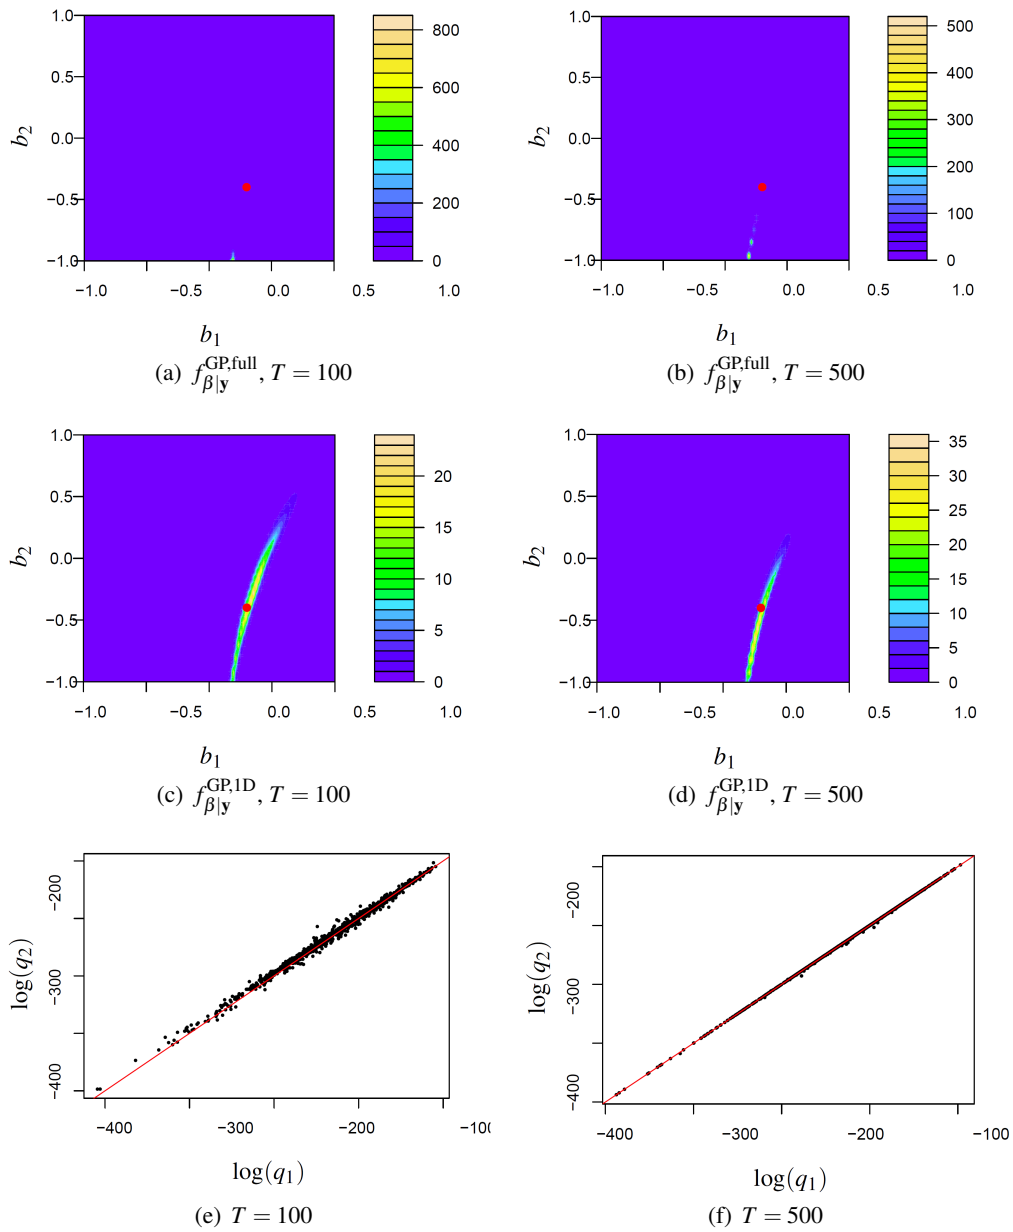 1.0
0.5
0.0
−0.5
−1.0
b2
−1.0 −0.5 0.0 0.5 1.0
b1
800
600
400
200
0
(a) f^{GP,full}_{β|y}, T = 100
1.0
0.5
0.0
−0.5
−1.0
b2
−1.0 −0.5 0.0 0.5 1.0
b1
500
400
300
200
100
0
(b) f^{GP,full}_{β|y}, T = 500
1.0
0.5
0.0
−0.5
−1.0
b2
−1.0 −0.5 0.0 0.5 1.0
b1
20
15
10
5
0
(c) f^{GP,1D}_{β|y}, T = 100
1.0
0.5
0.0
−0.5
−1.0
b2
−1.0 −0.5 0.0 0.5 1.0
b1
35
30
25
20
15
10
5
0
(d) f^{GP,1D}_{β|y}, T = 500
−200
−300
−400
log(q2)
−400 −300 −200 −100
log(q1)
(e) T = 100
−200
−300
−400
log(q2)
−400 −300 −200 −100
log(q1)
(f) T = 500